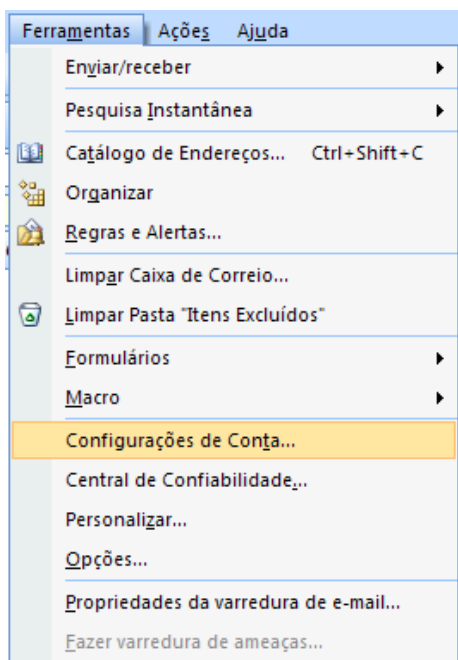 Ferramentas Ações Ajuda
Enviar/receber
Pesquisa Instantânea
Catálogo de Endereços... Ctrl+Shift+C
Organizar
Regras e Alertas...
Limpar Caixa de Correio...
Limpar Pasta "Itens Excluídos"
Formulários
Macro
Configurações de Conta...
Central de Confiabilidade...
Personalizar...
Opções...
Propriedades da varredura de e-mail...
Fazer varredura de ameaças...